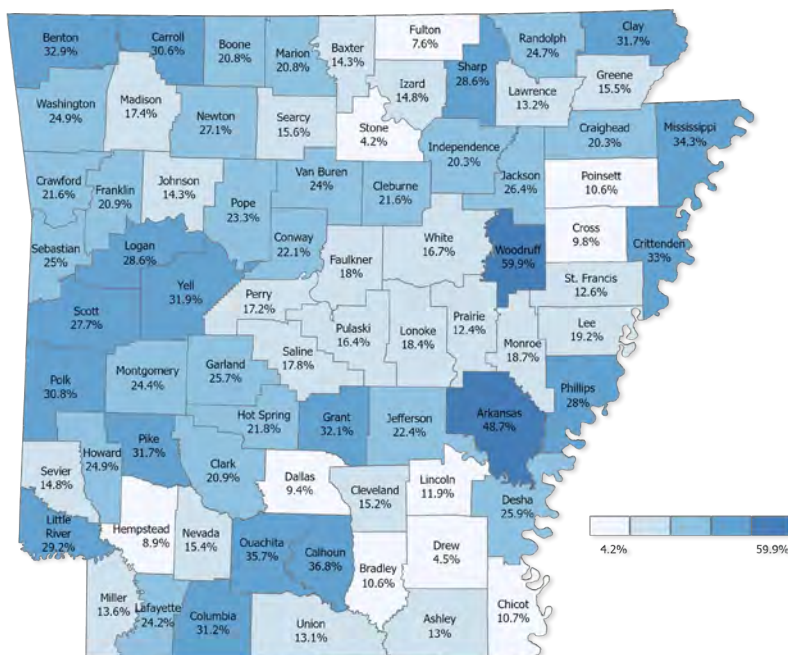 Benton
32.9%
Carroll
30.6%
Boone
20.8%
Marion
20.8%
Baxter
14.3%
Fulton
7.6%
Sharp
28.6%
Randolph
24.7%
Clay
31.7%
Izard
14.8%
Lawrence
13.2%
Greene
15.5%
Washington
24.9%
Madison
17.4%
Newton
27.1%
Searcy
15.6%
Stone
4.2%
Independence
20.3%
Jackson
26.4%
Craighead
20.3%
Mississippi
34.3%
Crawford
21.6%
Franklin
20.9%
Johnson
14.3%
Pope
23.3%
Van Buren
24%
Cleburne
21.6%
Poinsett
10.6%
Sebastian
25%
Logan
28.6%
Conway
22.1%
Faulkner
18%
White
16.7%
Woodruff
59.9%
Cross
9.8%
Crittenden
33%
St. Francis
12.6%
Scott
27.7%
Yell
31.9%
Perry
17.2%
Pulaski
16.4%
Lonoke
18.4%
Prairie
12.4%
Monroe
18.7%
Lee
19.2%
Saline
17.8%
Polk
30.8%
Montgomery
24.4%
Garland
25.7%
Hot Spring
21.8%
Grant
32.1%
Jefferson
22.4%
Arkansas
48.7%
Phillips
28%
Howard
24.9%
Pike
31.7%
Clark
20.9%
Dallas
9.4%
Cleveland
15.2%
Lincoln
11.9%
Desha
25.9%
Sevier
14.8%
Little
River
29.2%
Hempstead
8.9%
Nevada
15.4%
Ouachita
35.7%
Calhoun
36.8%
Bradley
10.6%
Drew
4.5%
Chicot
10.7%
Miller
13.6%
Lafayette
24.2%
Columbia
31.2%
Union
13.1%
Ashley
13%
4.2%
59.9%